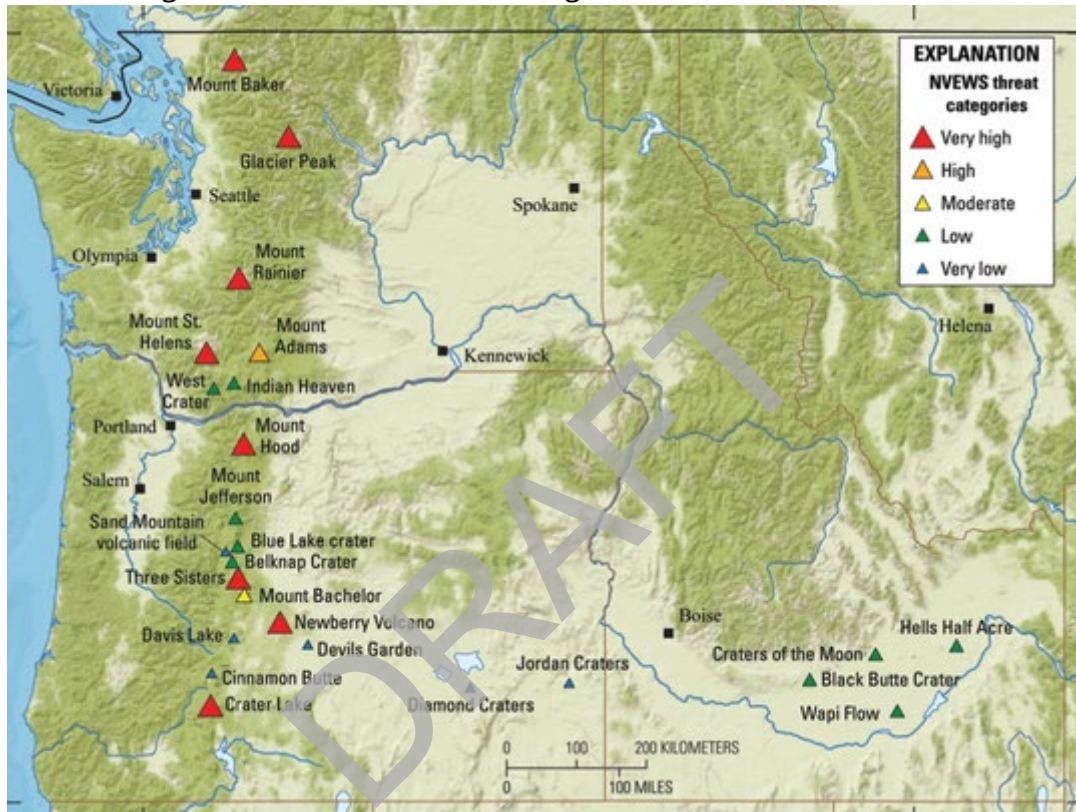 EXPLANATION
NVEWS threat
categories
Very high
High
Moderate
Low
Very low
Mount Baker
Victoria
Glacier Peak
Seattle
Spokane
Olympia
Mount
Rainier
Helena
Mount St.
Helens
Mount
Adams
Kennewick
West
Crater
Indian Heaven
Portland
Mount
Hood
Salem
Mount
Jefferson
Sand Mountain
volcanic field
Blue Lake crater
Belknap Crater
Three Sisters
Mount Bachelor
Newberry Volcano
Boise
Davis Lake
Devils Garden
Hells Half Acre
Craters of the Moon
Jordan Craters
Cinnamon Butte
Black Butte Crater
Crater Lake
Diamond Craters
Wapi Flow
0 100 200 KILOMETERS
0 100 MILES
DRAFT